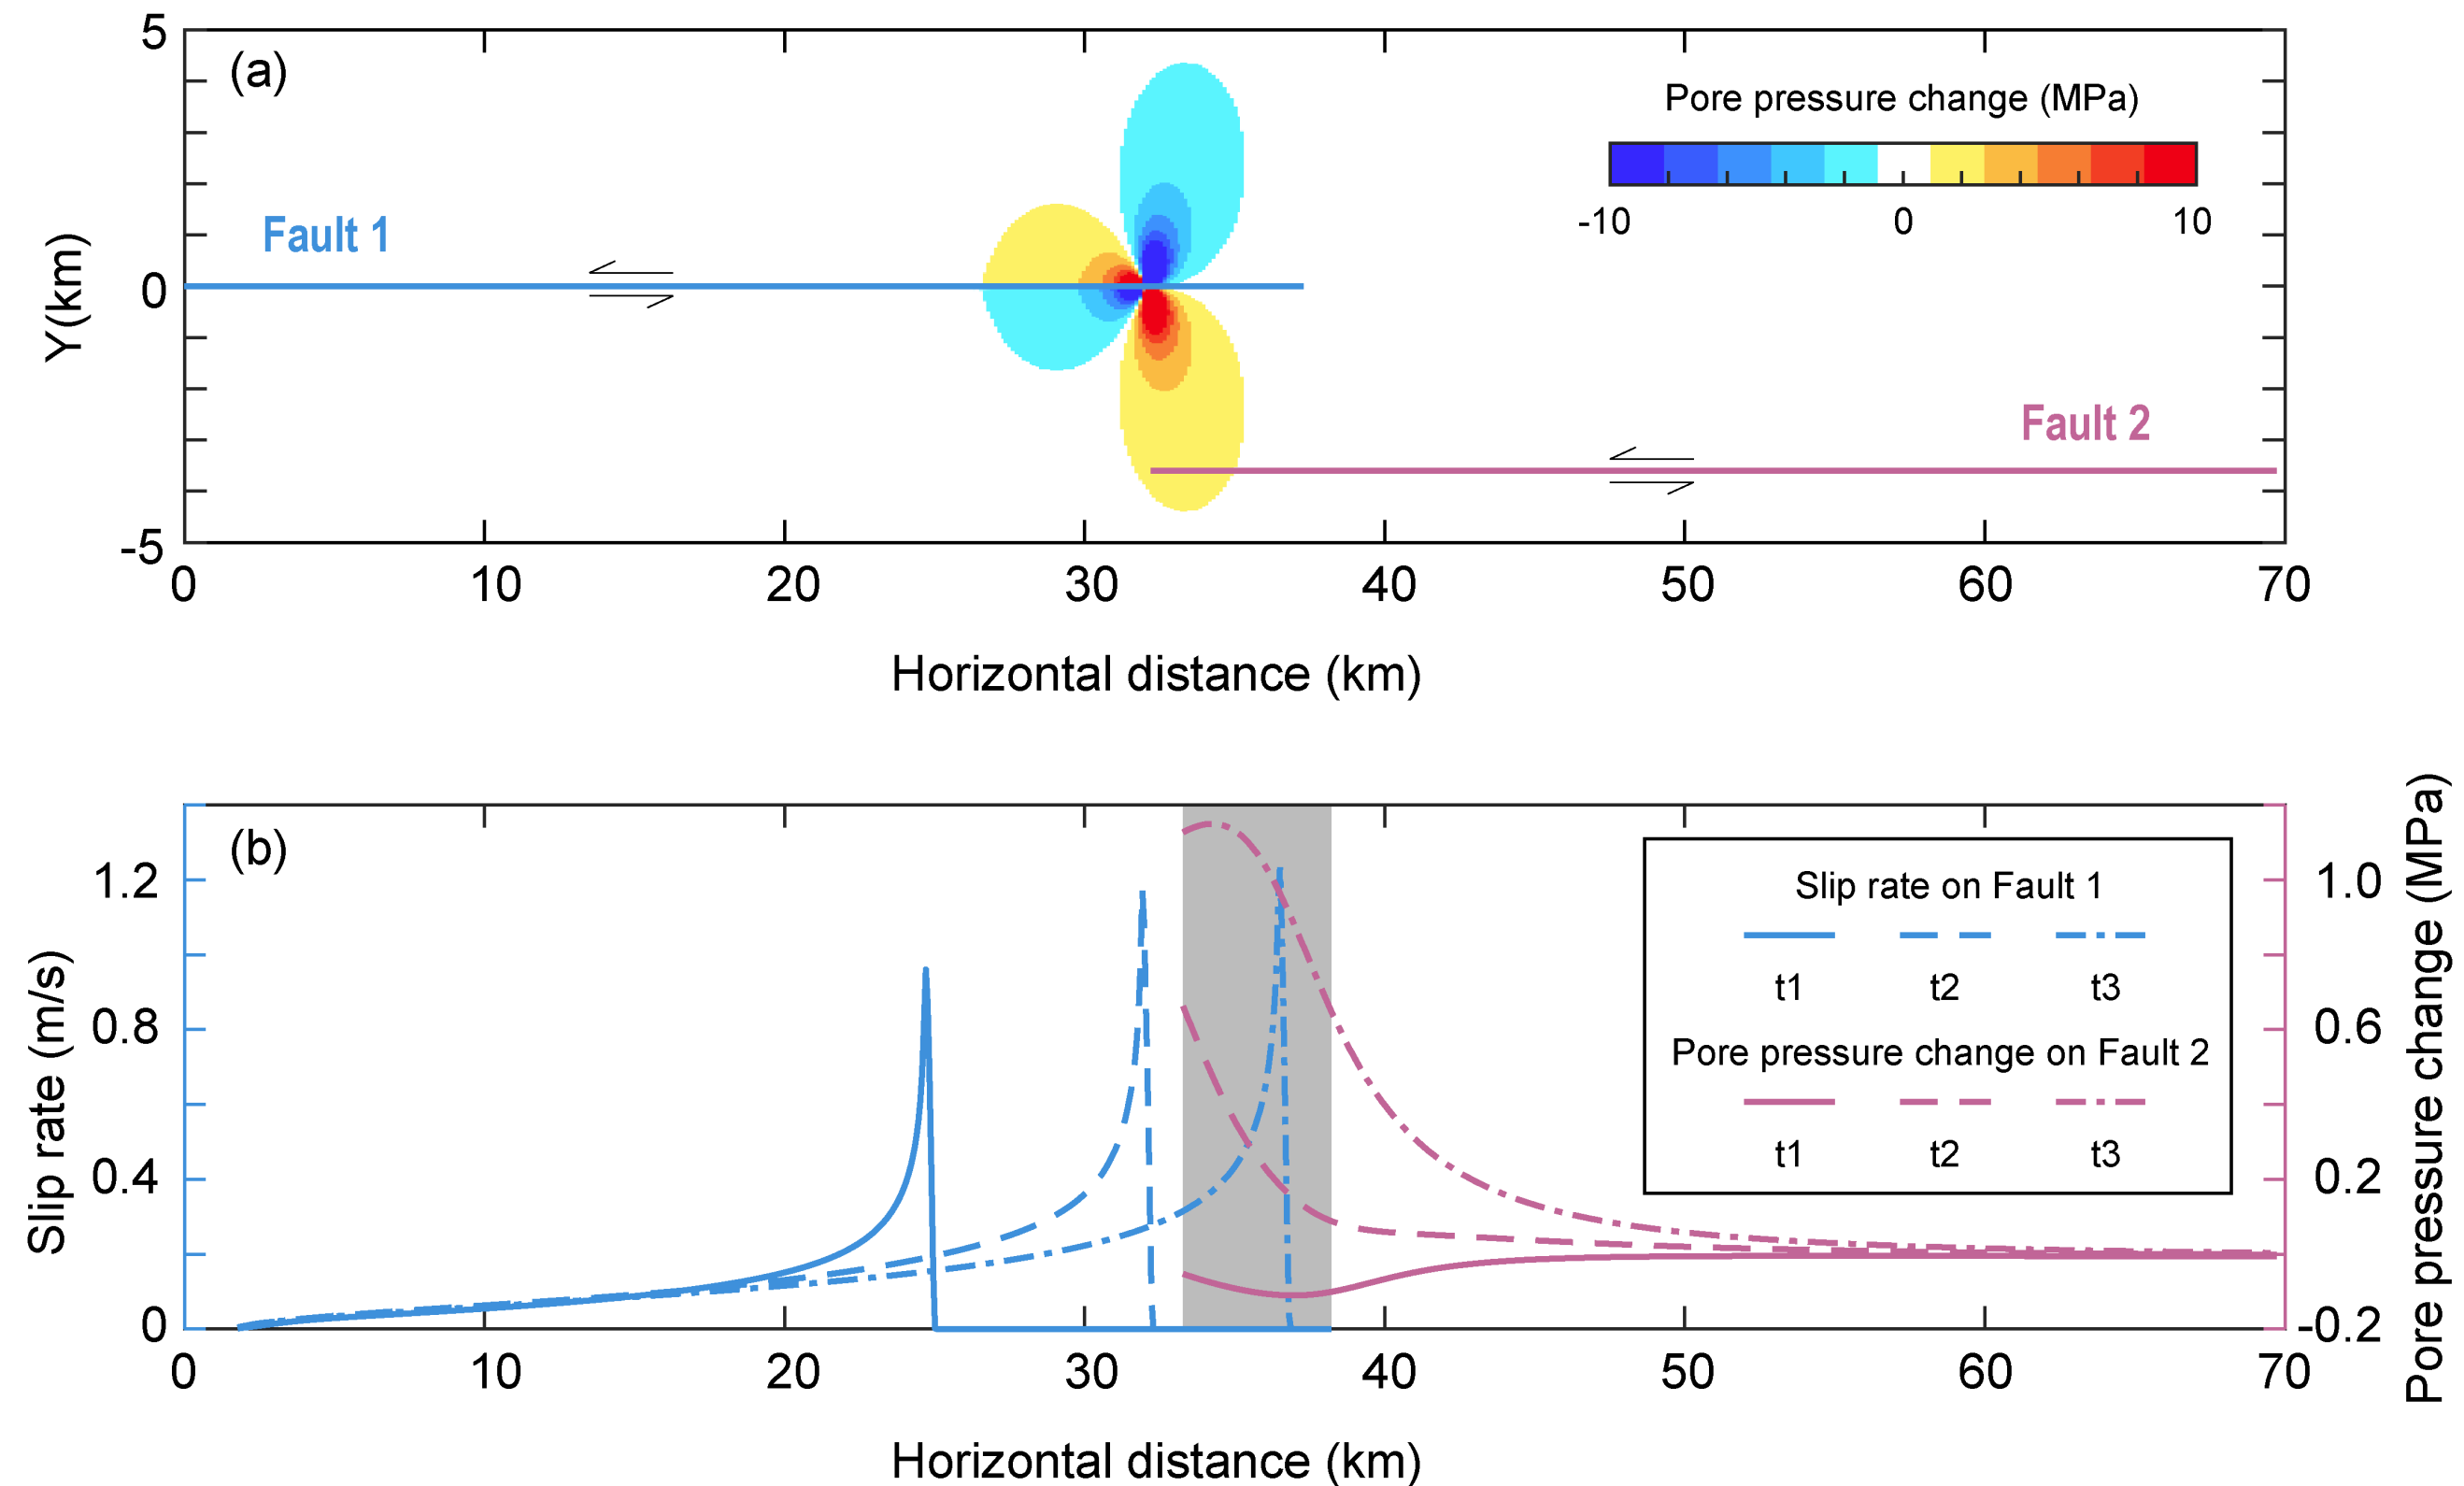 (a)
5
0
-5
Y(km)
Fault 1
Fault 2
Pore pressure change (MPa)
-10 0 10
0 10 20 30 40 50 60 70
Horizontal distance (km)
(b)
1.2
0.8
0.4
0
Slip rate (m/s)
Slip rate on Fault 1
t1 t2 t3
Pore pressure change on Fault 2
t1 t2 t3
1.0
0.6
0.2
-0.2
Pore pressure change (MPa)
0 10 20 30 40 50 60 70
Horizontal distance (km)